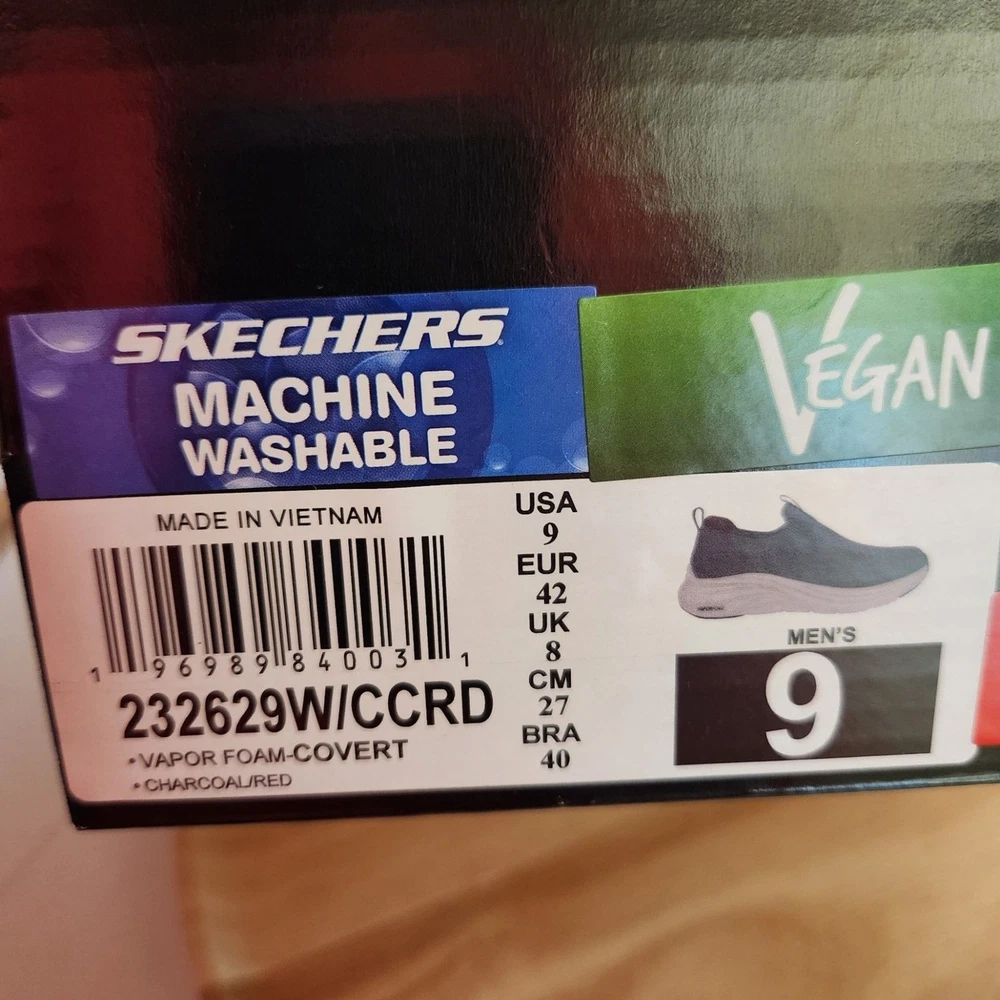 SKECHERS
MACHINE
WASHABLE
VEGAN
MADE IN VIETNAM
1 96989 84003 1
232629W/CCRD
• VAPOR FOAM-COVERT
• CHARCOAL/RED
USA
9
EUR
42
UK
8
CM
27
BRA
40
MEN'S
9